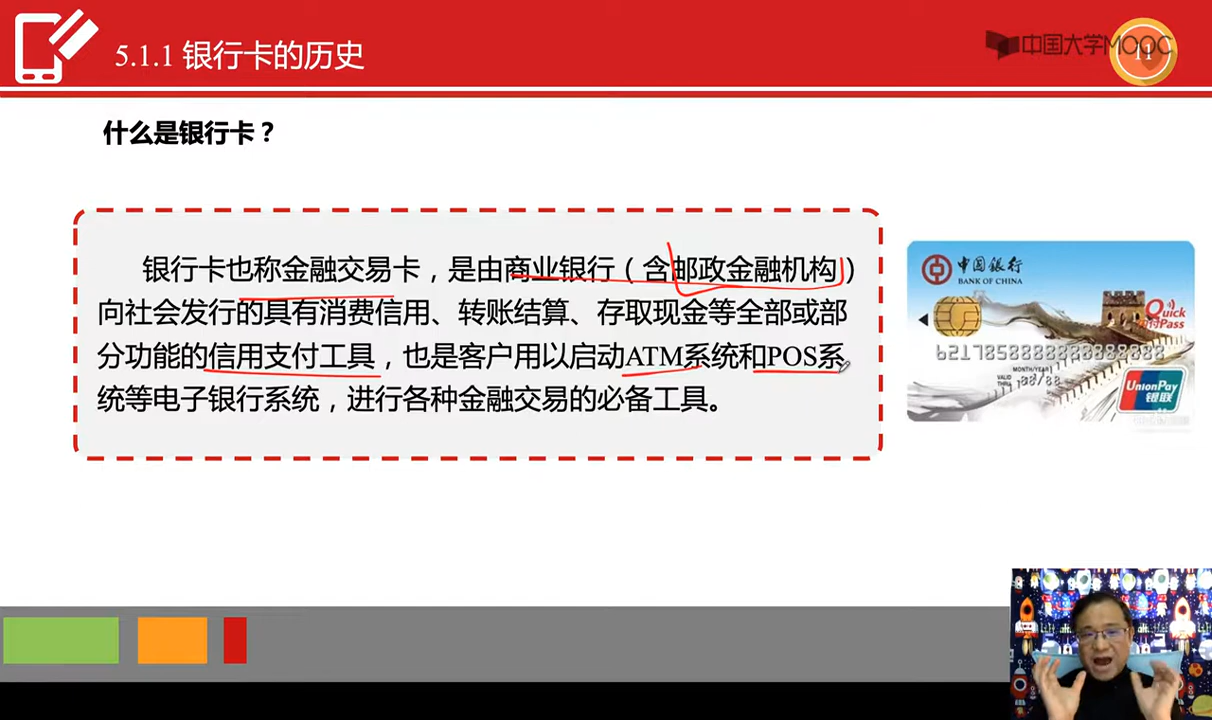 5.1.1 银行卡的历史
中国大学MOOC
11
什么是银行卡？
银行卡也称金融交易卡，是由商业银行（含邮政金融机构）
向社会发行的具有消费信用、转账结算、存取现金等全部或部
分功能的信用支付工具，也是客户用以启动ATM系统和POS系
统等电子银行系统，进行各种金融交易的必备工具。
中国银行
BANK OF CHINA
Quick
Pass
MONTH/YEAR
VALID
THRU
UnionPay
银联